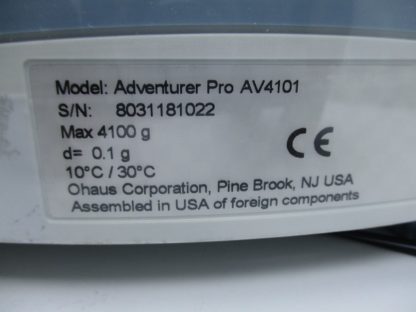 Model: Adventurer Pro AV4101
S/N: 8031181022
Max 4100 g
d= 0.1 g
10°C / 30°C
CE
Ohaus Corporation, Pine Brook, NJ USA
Assembled in USA of foreign components